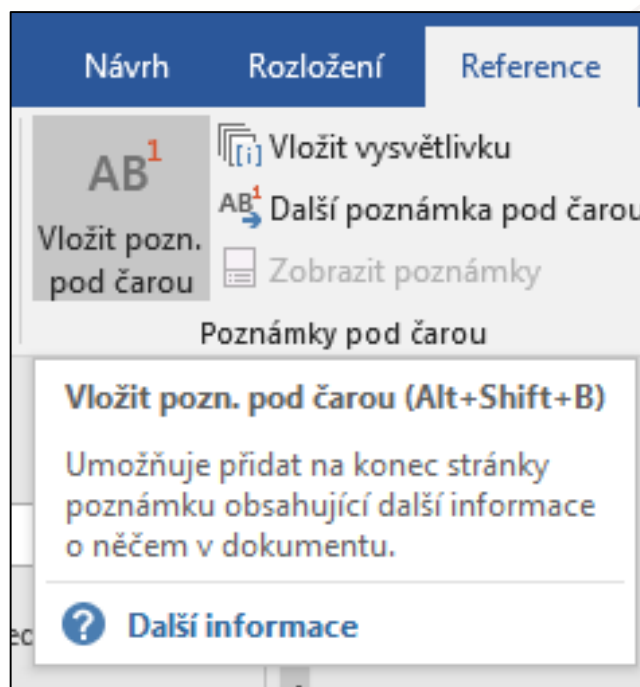 Návrh Rozložení Reference
AB1
Vložit pozn.
pod čarou
[i] Vložit vysvětlivku
AB1 Další poznámka pod čarou
Zobrazit poznámky
Poznámky pod čarou
Vložit pozn. pod čarou (Alt+Shift+B)
Umožňuje přidat na konec stránky
poznámku obsahující další informace
o něčem v dokumentu.
? Další informace
ec